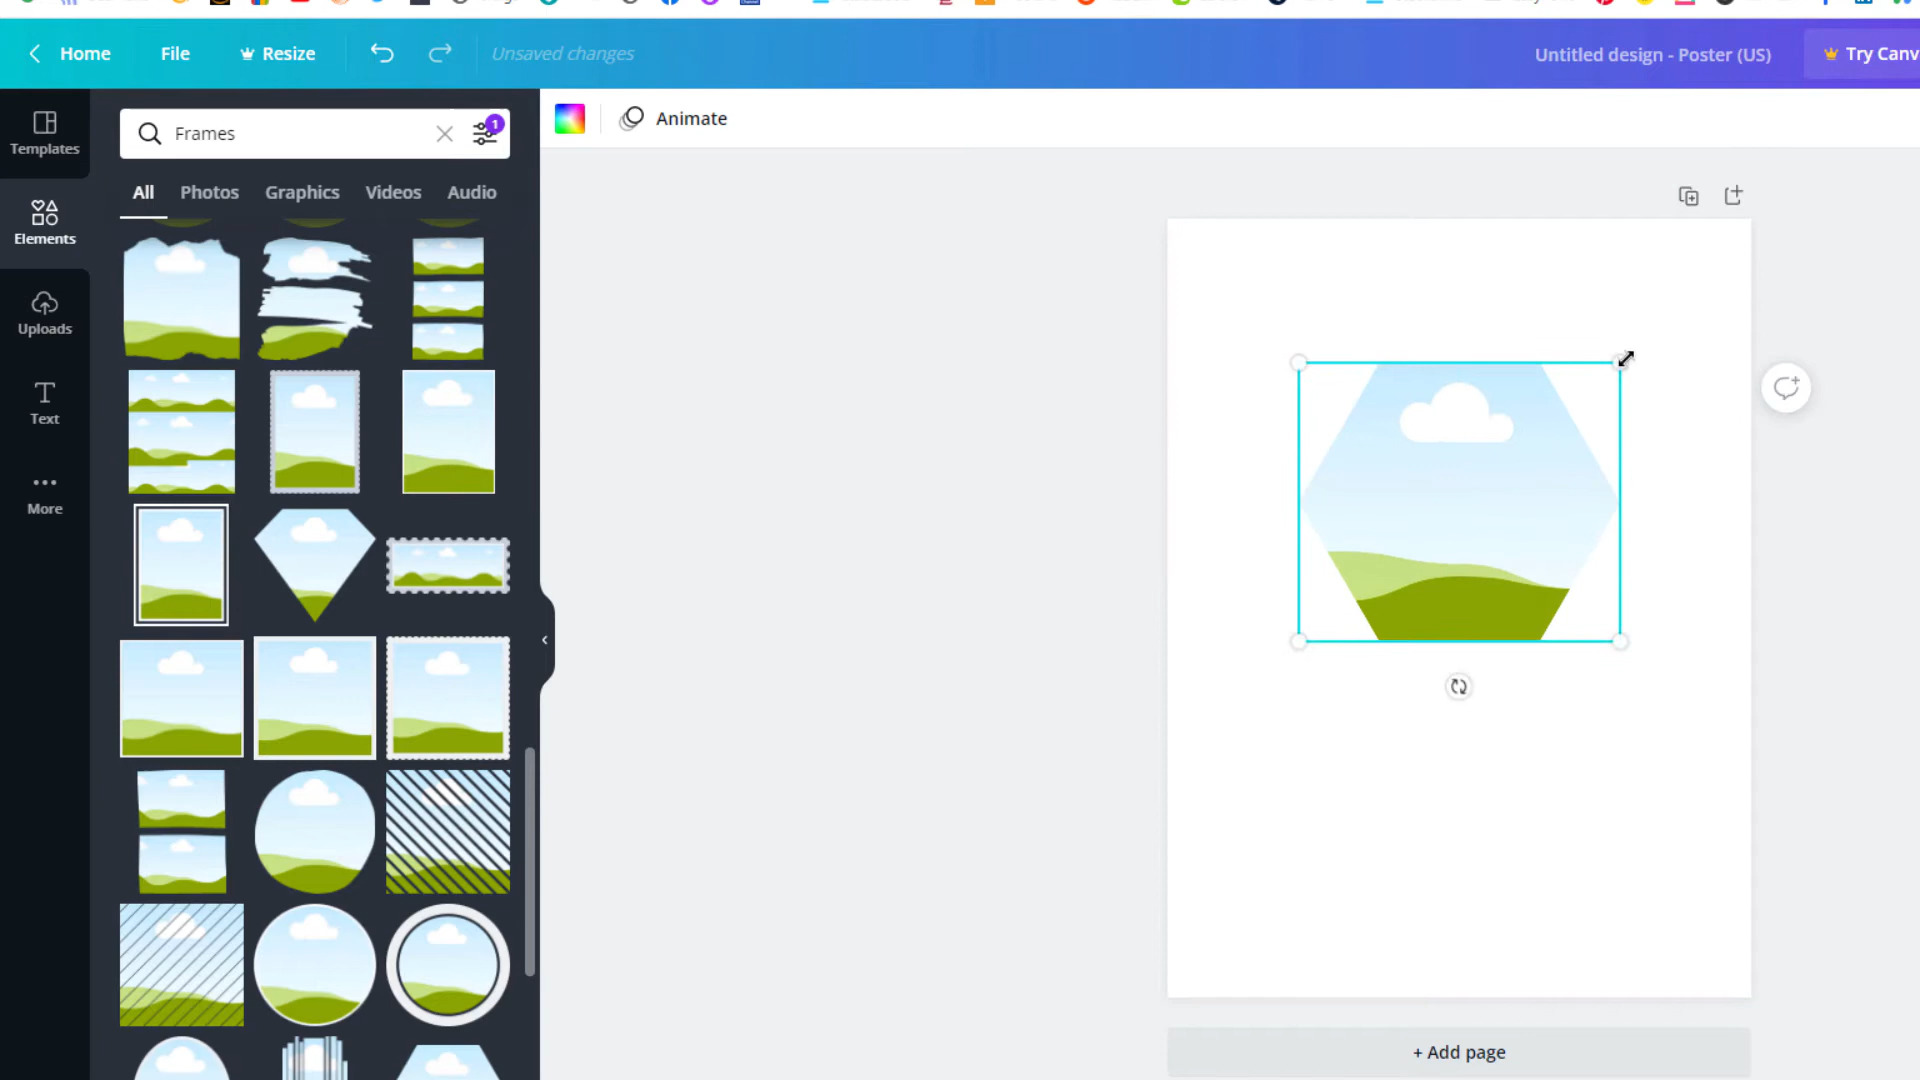 Home
File
Resize
Unsaved changes
Untitled design - Poster (US)
Try Canv
Templates
Elements
Uploads
Text
More
Frames
1
All
Photos
Graphics
Videos
Audio
Animate
+ Add page